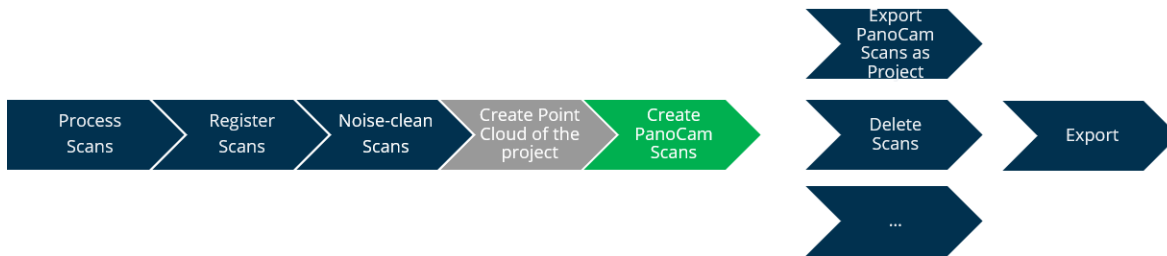 Process
Scans
Register
Scans
Noise-clean
Scans
Create Point
Cloud of the
project
Create
PanoCam
Scans
Export
PanoCam
Scans as
Project
Delete
Scans
...
Export